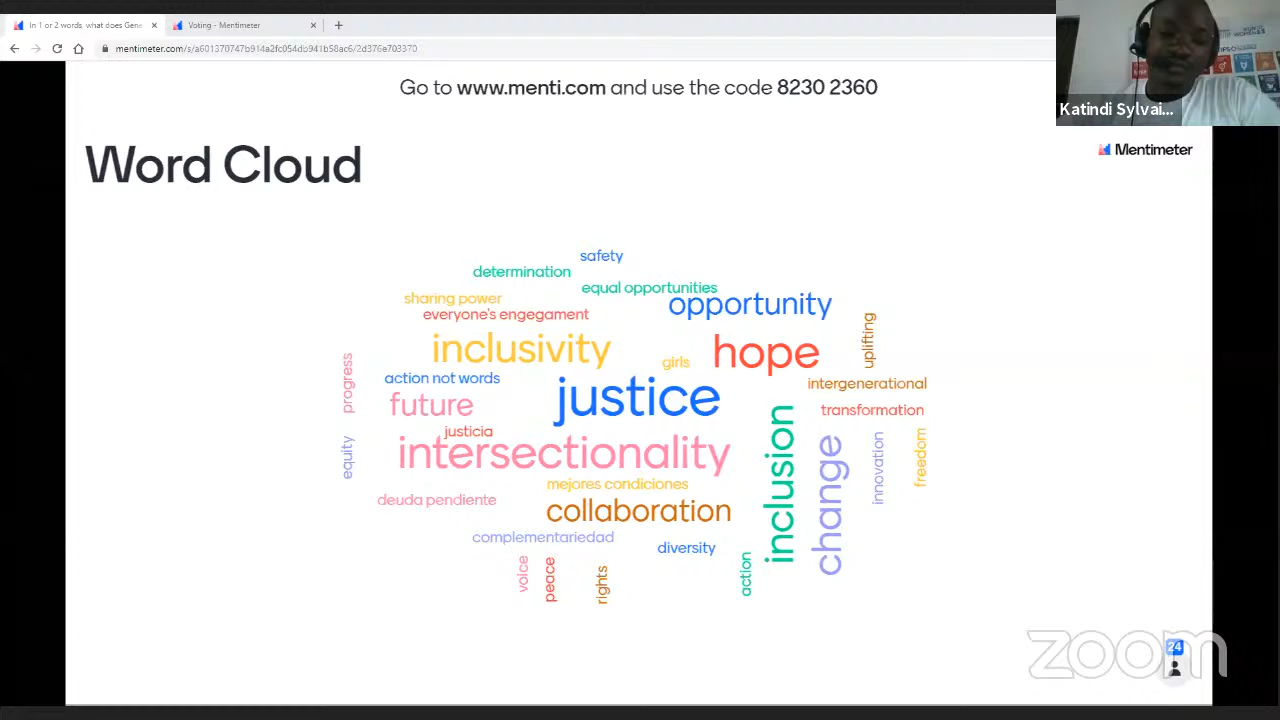 In 1 or 2 words, what does Gene
Voting - Mentimeter
mentimeter.com/s/a601370747b914a2fc054db941b58ac6/2d376e703370
Katindi Sylvai...
Go to www.menti.com and use the code 8230 2360
Mentimeter
Word Cloud
safety
determination
equal opportunities
sharing power
opportunity
everyone's engegament
uplifting
inclusivity
girls
hope
progress
action not words
intergenerational
justice
future
transformation
justicia
intersectionality
inclusion
change
innovation
freedom
equity
mejores condiciones
deuda pendiente
collaboration
complementariedad
diversity
voice
peace
rights
action
24
zoom